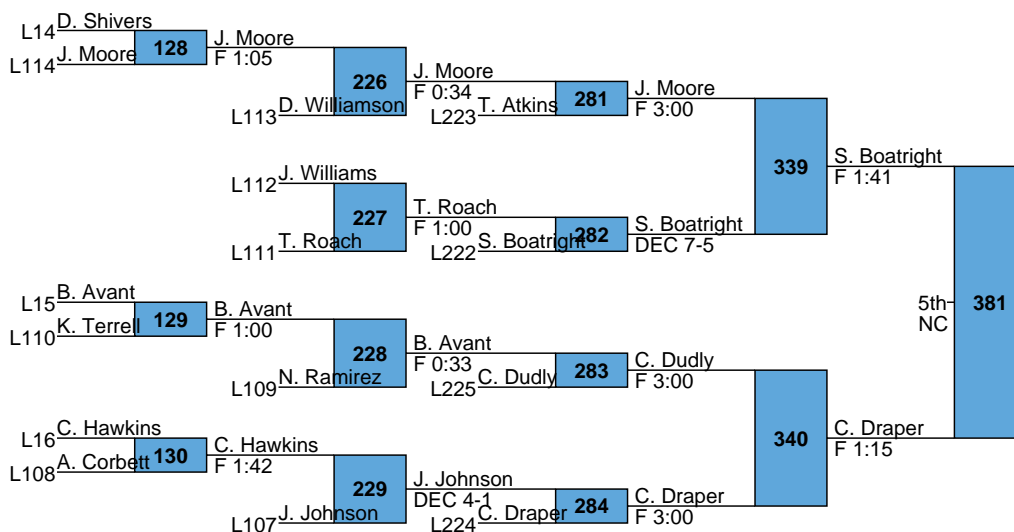 L14 D. Shivers
128
L114 J. Moore
J. Moore
F 1:05
226
L113 D. Williamson
J. Moore
F 0:34
L223 T. Atkins
281
J. Moore
F 3:00
339
S. Boatright
F 1:41
L112 J. Williams
227
L111 T. Roach
T. Roach
F 1:00
L222 S. Boatright
282
S. Boatright
DEC 7-5
L15 B. Avant
129
L110 K. Terrell
B. Avant
F 1:00
228
L109 N. Ramirez
B. Avant
F 0:33
L225 C. Dudly
283
C. Dudly
F 3:00
340
C. Draper
F 1:15
L16 C. Hawkins
130
L108 A. Corbett
C. Hawkins
F 1:42
229
L107 J. Johnson
J. Johnson
DEC 4-1
L224 C. Draper
284
C. Draper
F 3:00
5th
NC
381